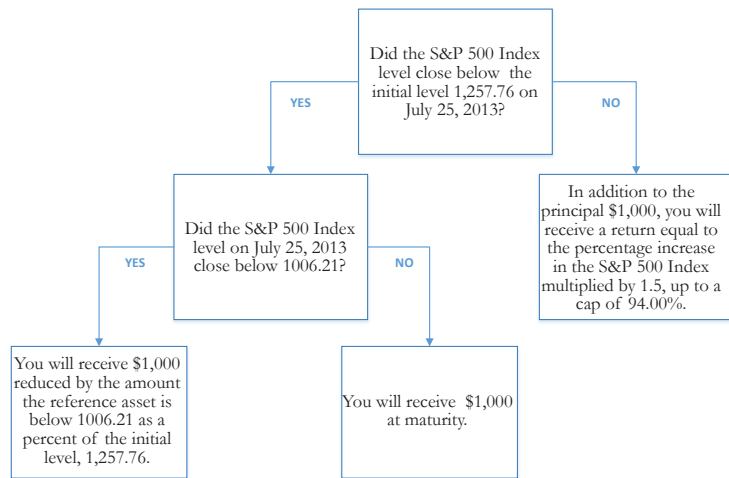 Did the S&P 500 Index
level close below the
initial level 1,257.76 on
July 25, 2013?
YES
NO
Did the S&P 500 Index
level on July 25, 2013
close below 1006.21?
In addition to the
principal $1,000, you will
receive a return equal to
the percentage increase
in the S&P 500 Index
multiplied by 1.5, up to a
cap of 94.00%.
YES
NO
You will receive $1,000
reduced by the amount
the reference asset is
below 1006.21 as a
percent of the initial
level, 1,257.76.
You will receive $1,000
at maturity.